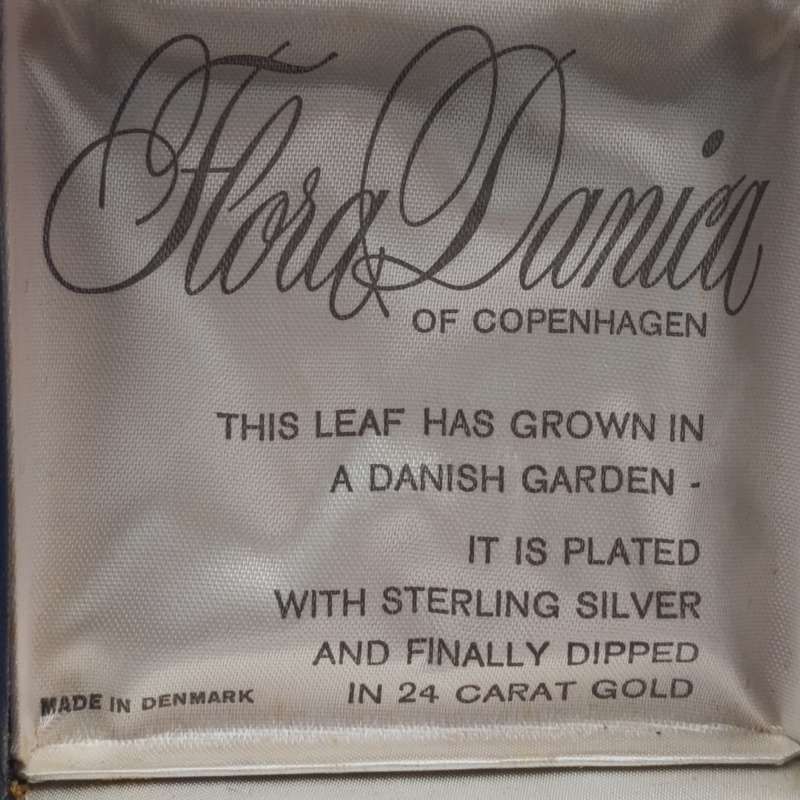 Flora Danica
OF COPENHAGEN
THIS LEAF HAS GROWN IN
A DANISH GARDEN -
IT IS PLATED
WITH STERLING SILVER
AND FINALLY DIPPED
IN 24 CARAT GOLD
MADE IN DENMARK